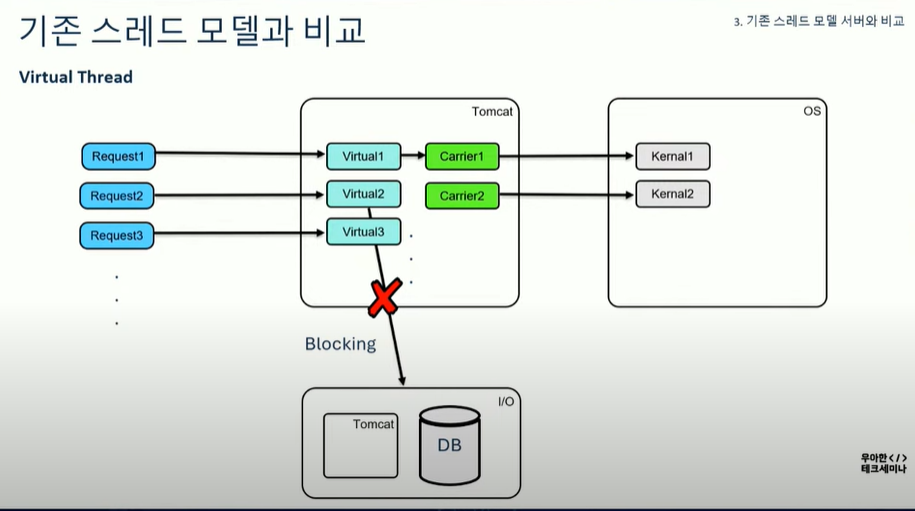 기존 스레드 모델과 비교
3. 기존 스레드 모델 서버와 비교
Virtual Thread
Tomcat
OS
Request1
Virtual1
Carrier1
Kernal1
Request2
Virtual2
Carrier2
Kernal2
Request3
Virtual3
Blocking
I/O
Tomcat
DB
우아한</>
테크세미나